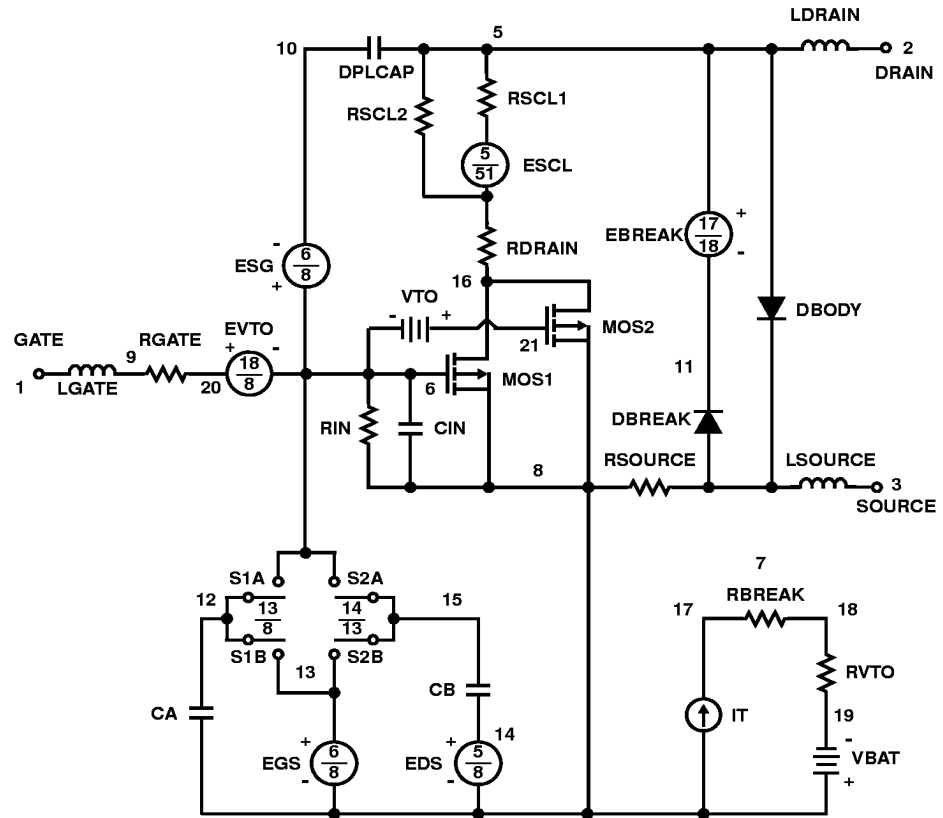 LDRAIN
5
10
2
DPLCAP
DRAIN
RSCL1
RSCL2
5
51
ESCL
17
18
EBREAK
+
-
-
6
8
ESG
+
RDRAIN
16
VTO
-
+
DBODY
MOS2
GATE
RGATE
EVTO
9
+
-
18
8
21
11
1
LGATE
20
6
MOS1
DBREAK
RIN
CIN
RSOURCE
LSOURCE
8
3
SOURCE
7
S1A
S2A
RBREAK
12
13
8
14
13
15
17
18
S1B
S2B
13
RVTO
CB
CA
IT
19
14
+
6
8
-
EGS
+
5
8
-
EDS
-
VBAT
+